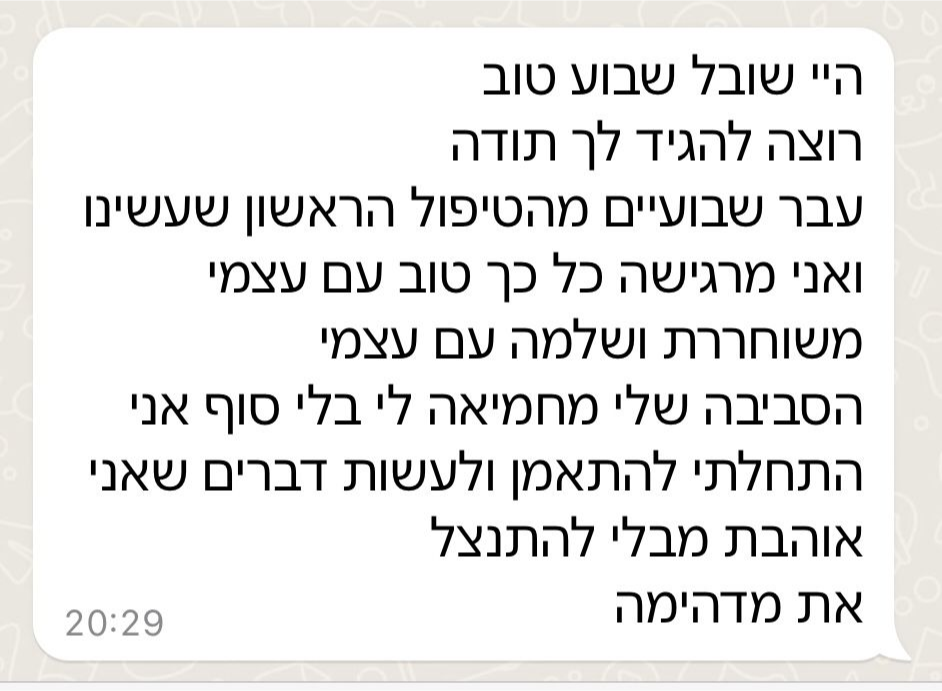 היי שובל שבוע טוב
רוצה להגיד לך תודה
עבר שבועיים מהטיפול הראשון שעשינו
ואני מרגישה כל כך טוב עם עצמי
משוחררת ושלמה עם עצמי
הסביבה שלי מחמיאה לי בלי סוף אני
התחלתי להתאמן ולעשות דברים שאני
אוהבת מבלי להתנצל
את מדהימה
20:29